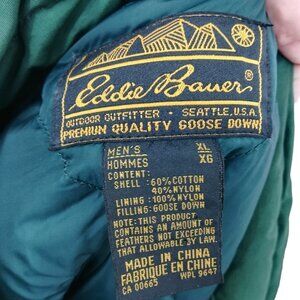 Eddie Bauer®
OUTDOOR OUTFITTER • SEATTLE, U.S.A.
PREMIUM QUALITY GOOSE DOWN
MEN'S XL
HOMMES XG
CONTENT:
SHELL :60%COTTON
40%NYLON
LINING :100%NYLON
FILLING:GOOSE DOWN
NOTE:THIS PRODUCT
CONTAINS AN AMOUNT OF
FEATHERS NOT EXCEEDING
THAT ALLOWABLE BY LAW.
MADE IN CHINA
FABRIQUE EN CHINE
CA 00665 WPL 9647